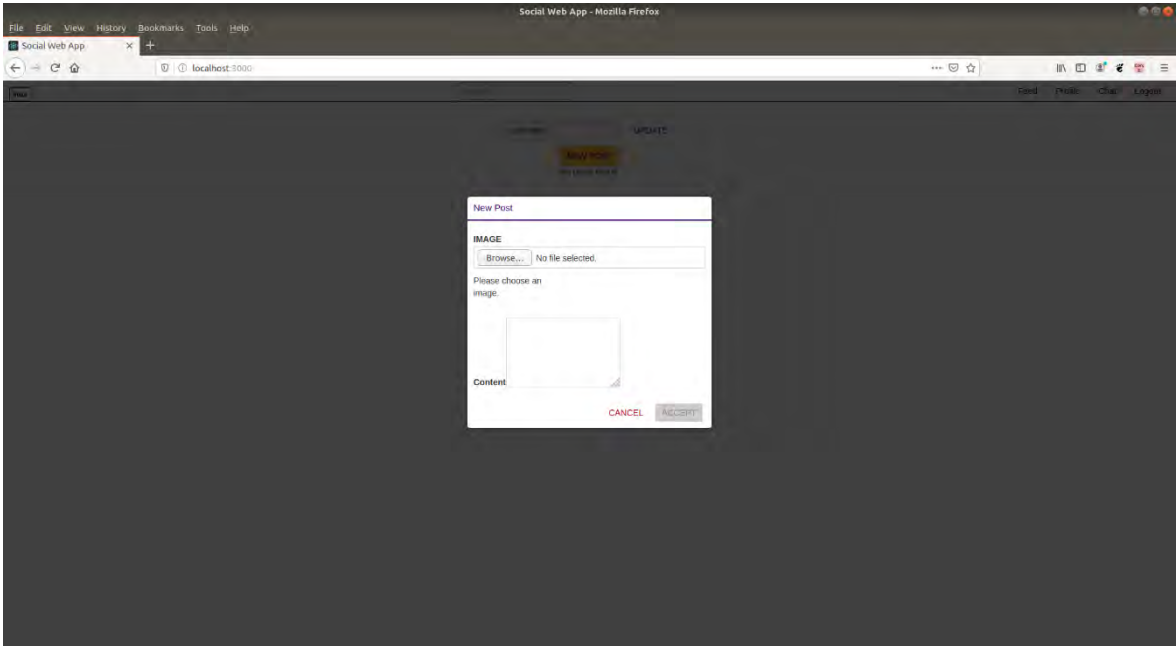 Social Web App - Mozilla Firefox
File Edit View History Bookmarks Tools Help
Social Web App × +
localhost:3000
Feed Chat Logout
UPDATE
NEW POST
New Post
IMAGE
Browse... No file selected.
Please choose an
image.
Content
CANCEL ACCEPT